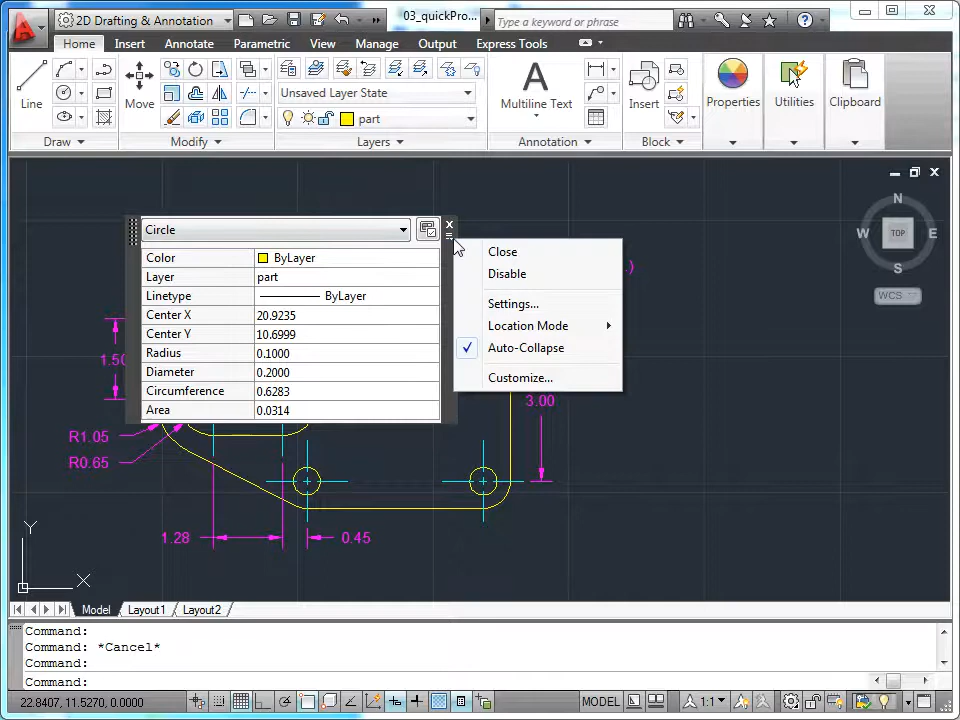 2D Drafting & Annotation
03_quickPro...
Type a keyword or phrase
Home Insert Annotate Parametric View Manage Output Express Tools
Line
Move
Unsaved Layer State
part
Multiline Text
Insert
Properties
Utilities
Clipboard
Draw
Modify
Layers
Annotation
Block
N
W
TOP
E
S
WCS
Circle
Color ByLayer
Layer part
Linetype ByLayer
Center X 20.9235
Center Y 10.6999
Radius 0.1000
Diameter 0.2000
Circumference 0.6283
Area 0.0314
Close
Disable
Settings...
Location Mode
Auto-Collapse
Customize...
.)
1.50
3.00
R1.05
R0.65
1.28
0.45
Y
X
Model Layout1 Layout2
Command:
Command: *Cancel*
Command:
Command:
22.8407, 11.5270, 0.0000
MODEL
1:1